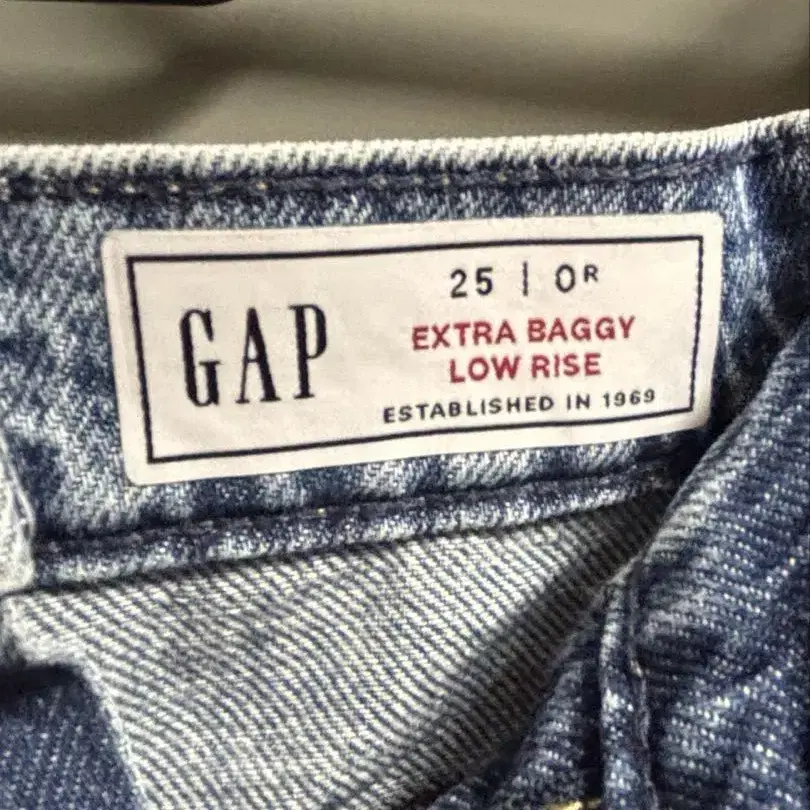 GAP
25 | 0R
EXTRA BAGGY
LOW RISE
ESTABLISHED IN 1969